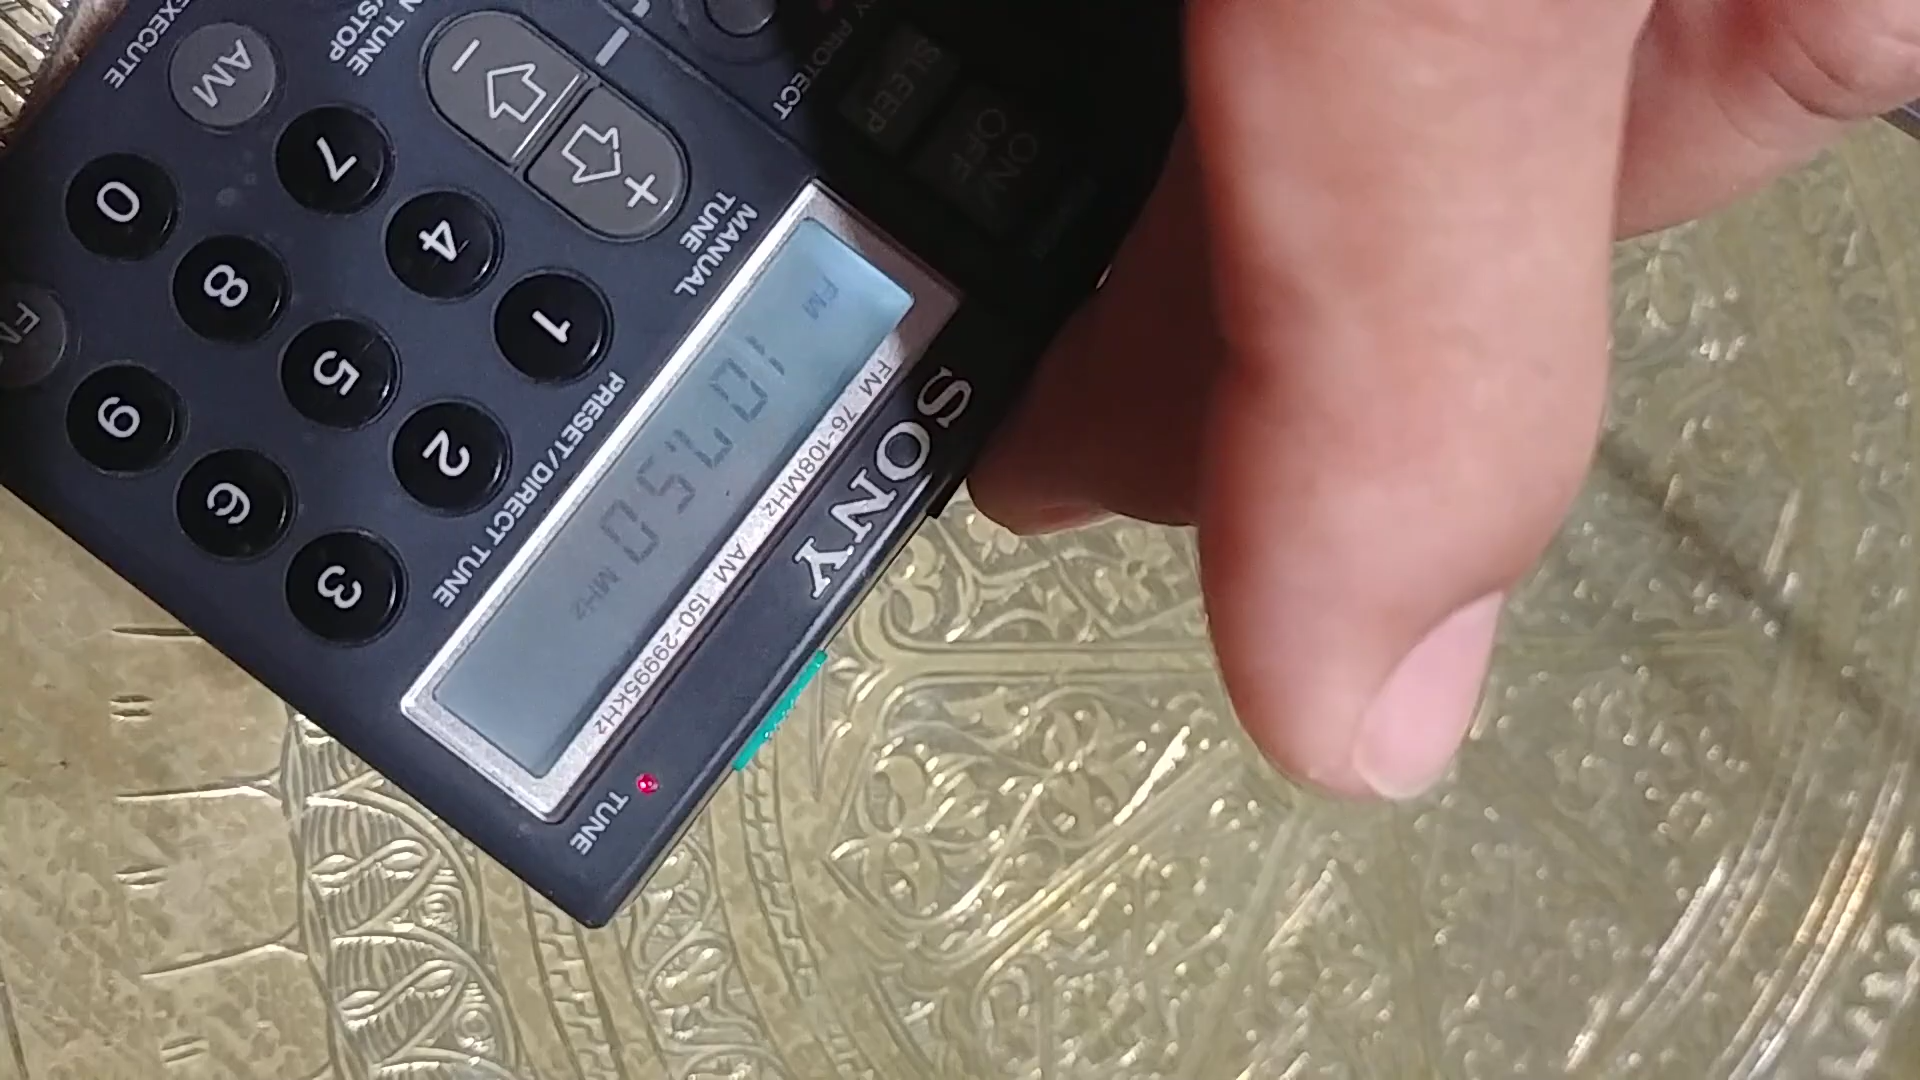 SONY
TUNE
FM 76-108MHz/AM 150-29995kHz
FM
107.50 MHz
MANUAL
TUNE
PRESET/DIRECT TUNE
- +
1 2 3
4 5 6
7 8 9
0
AM
FM
EXECUTE
TUNE
STOP
PROTECT
SLEEP
ON/
OFF